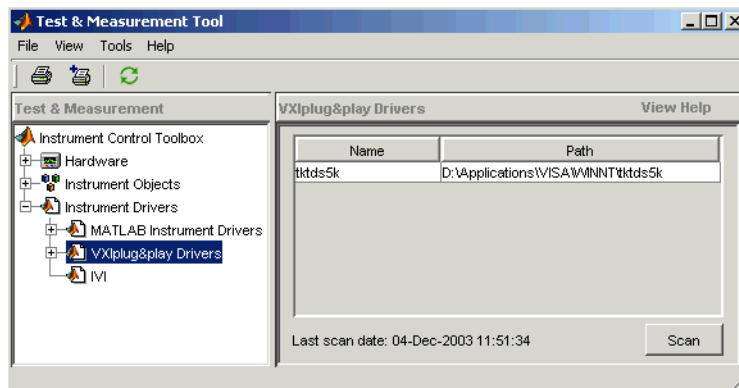 Test & Measurement Tool
File View Tools Help
Test & Measurement
VXIplug&play Drivers View Help
Instrument Control Toolbox
Hardware
Instrument Objects
Instrument Drivers
MATLAB Instrument Drivers
VXIplug&play Drivers
IVI
Name Path
tktds5k D:\Applications\VISA\WINNT\tktds5k
Last scan date: 04-Dec-2003 11:51:34
Scan